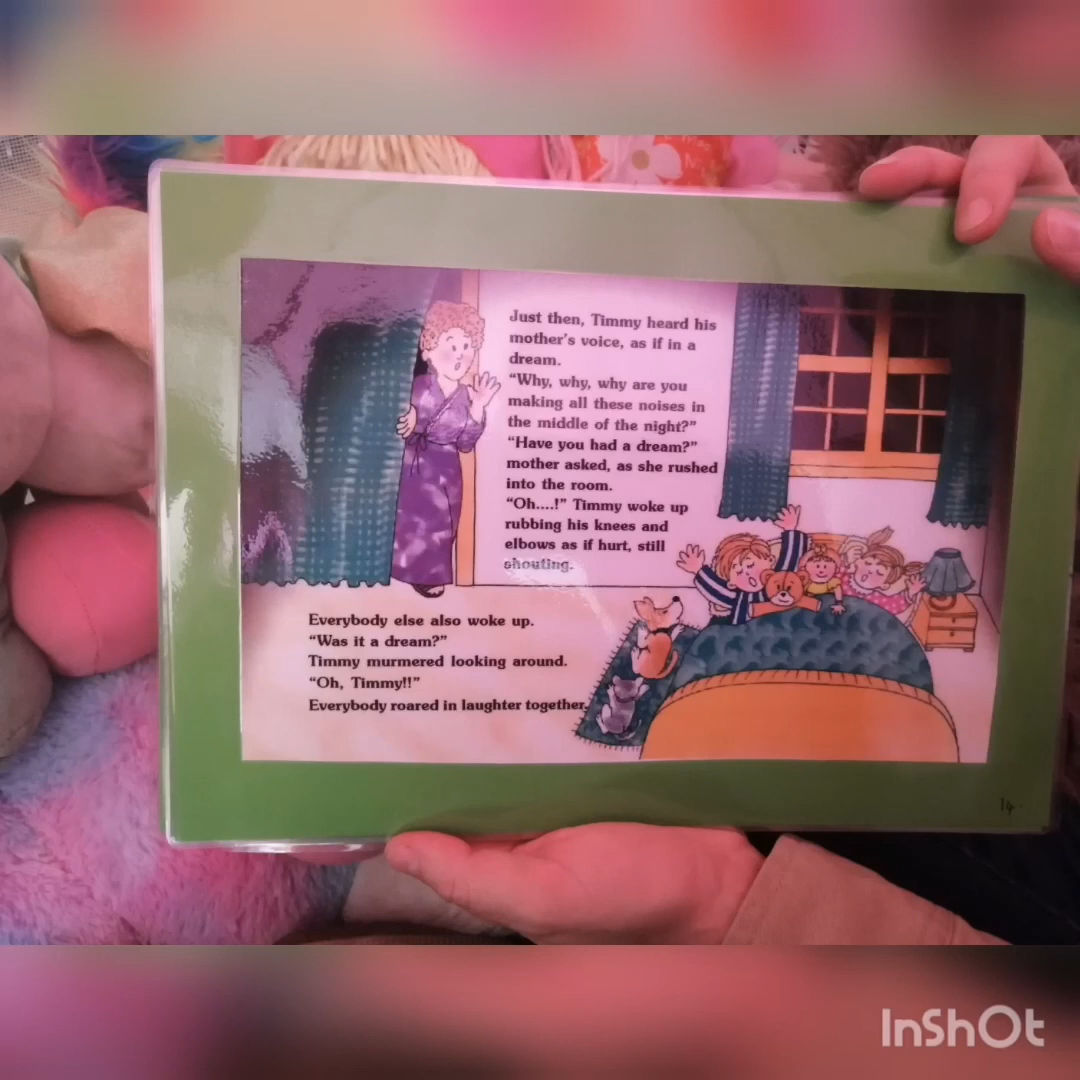 Just then, Timmy heard his
mother's voice, as if in a
dream.
"Why, why, why are you
making all these noises in
the middle of the night?"
"Have you had a dream?"
mother asked, as she rushed
into the room.
"Oh....!" Timmy woke up
rubbing his knees and
elbows as if hurt, still
shouting.
Everybody else also woke up.
"Was it a dream?"
Timmy murmered looking around.
"Oh, Timmy!!"
Everybody roared in laughter together.
14.
InShOt